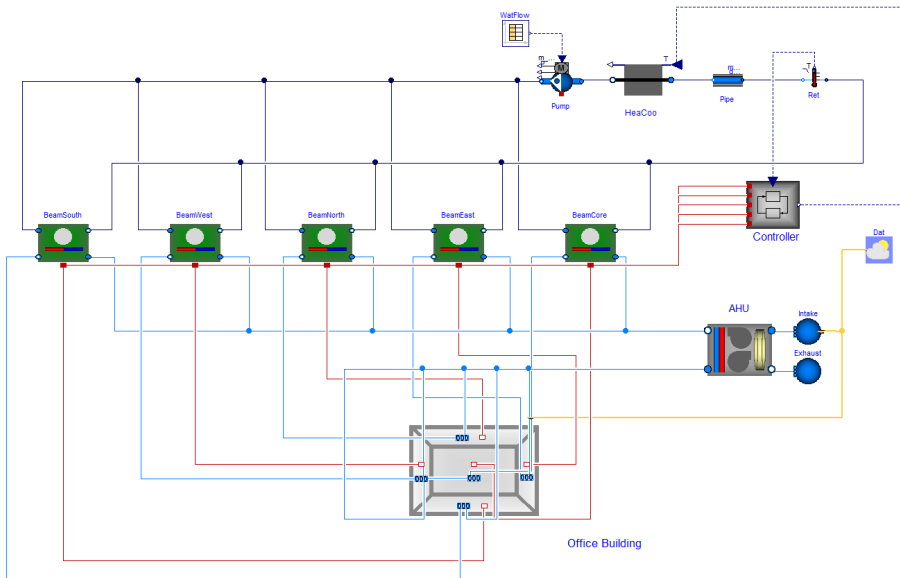 WatFlow
T
M
Pump
HeaCoo
Pipe
T
Ret
BeamSouth
BeamWest
BeamNorth
BeamEast
BeamCore
Controller
Dat
AHU
Intake
Exhaust
Office Building